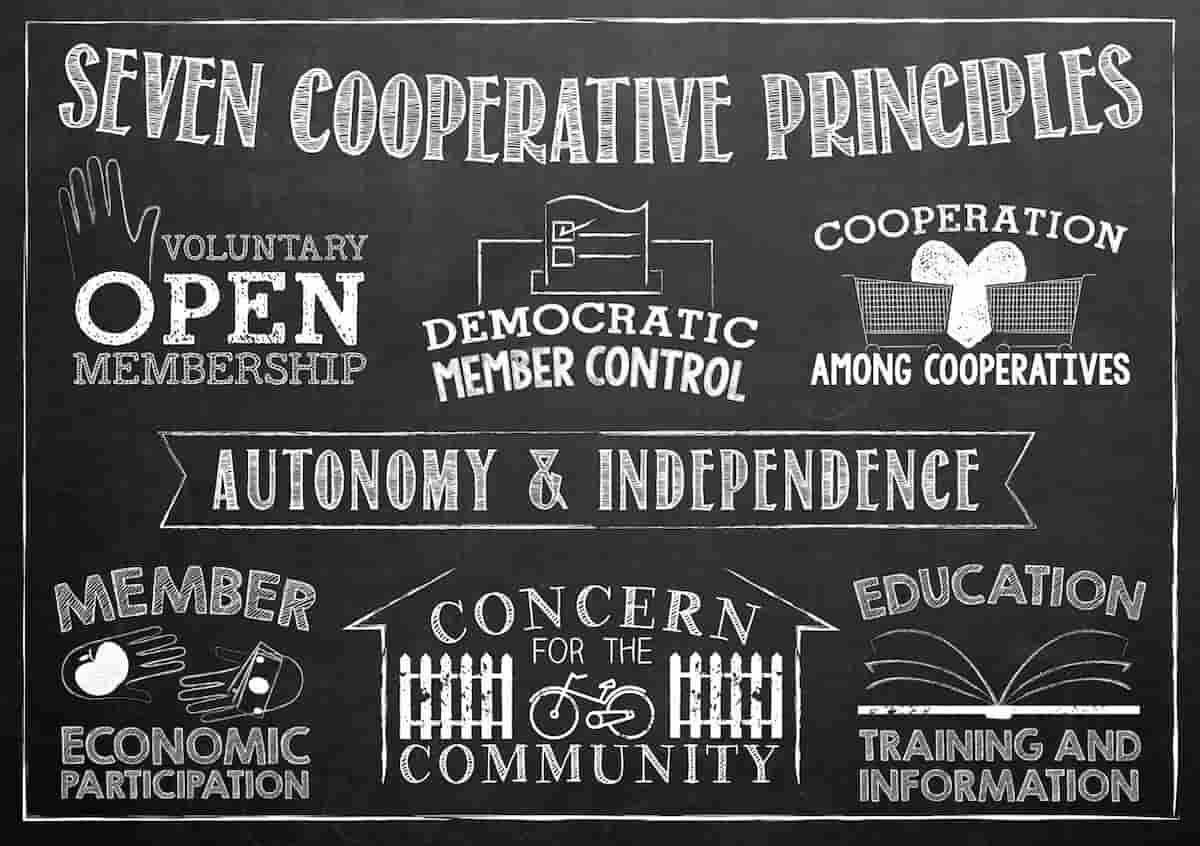 SEVEN COOPERATIVE PRINCIPLES
VOLUNTARY
OPEN
MEMBERSHIP
DEMOCRATIC
MEMBER CONTROL
COOPERATION
AMONG COOPERATIVES
AUTONOMY & INDEPENDENCE
MEMBER
ECONOMIC
PARTICIPATION
CONCERN
FOR THE
COMMUNITY
EDUCATION
TRAINING AND
INFORMATION